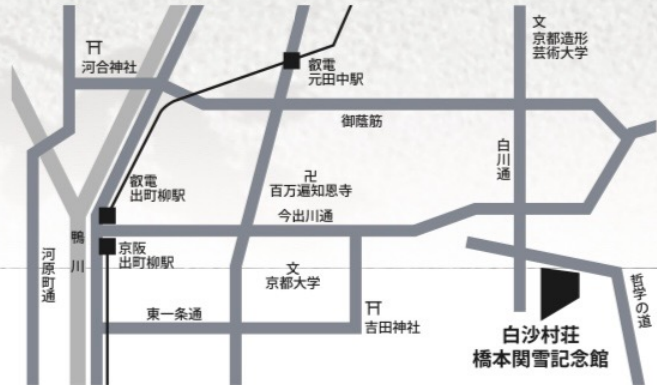 文
京都造形
芸術大学
河合神社
叡電
元田中駅
御蔭筋
白川通
卍
百万遍知恩寺
叡電
出町柳駅
今出川通
鴨川
京阪
出町柳駅
河原町通
文
京都大学
哲学の道
東一条通
吉田神社
白沙村荘
橋本関雪記念館